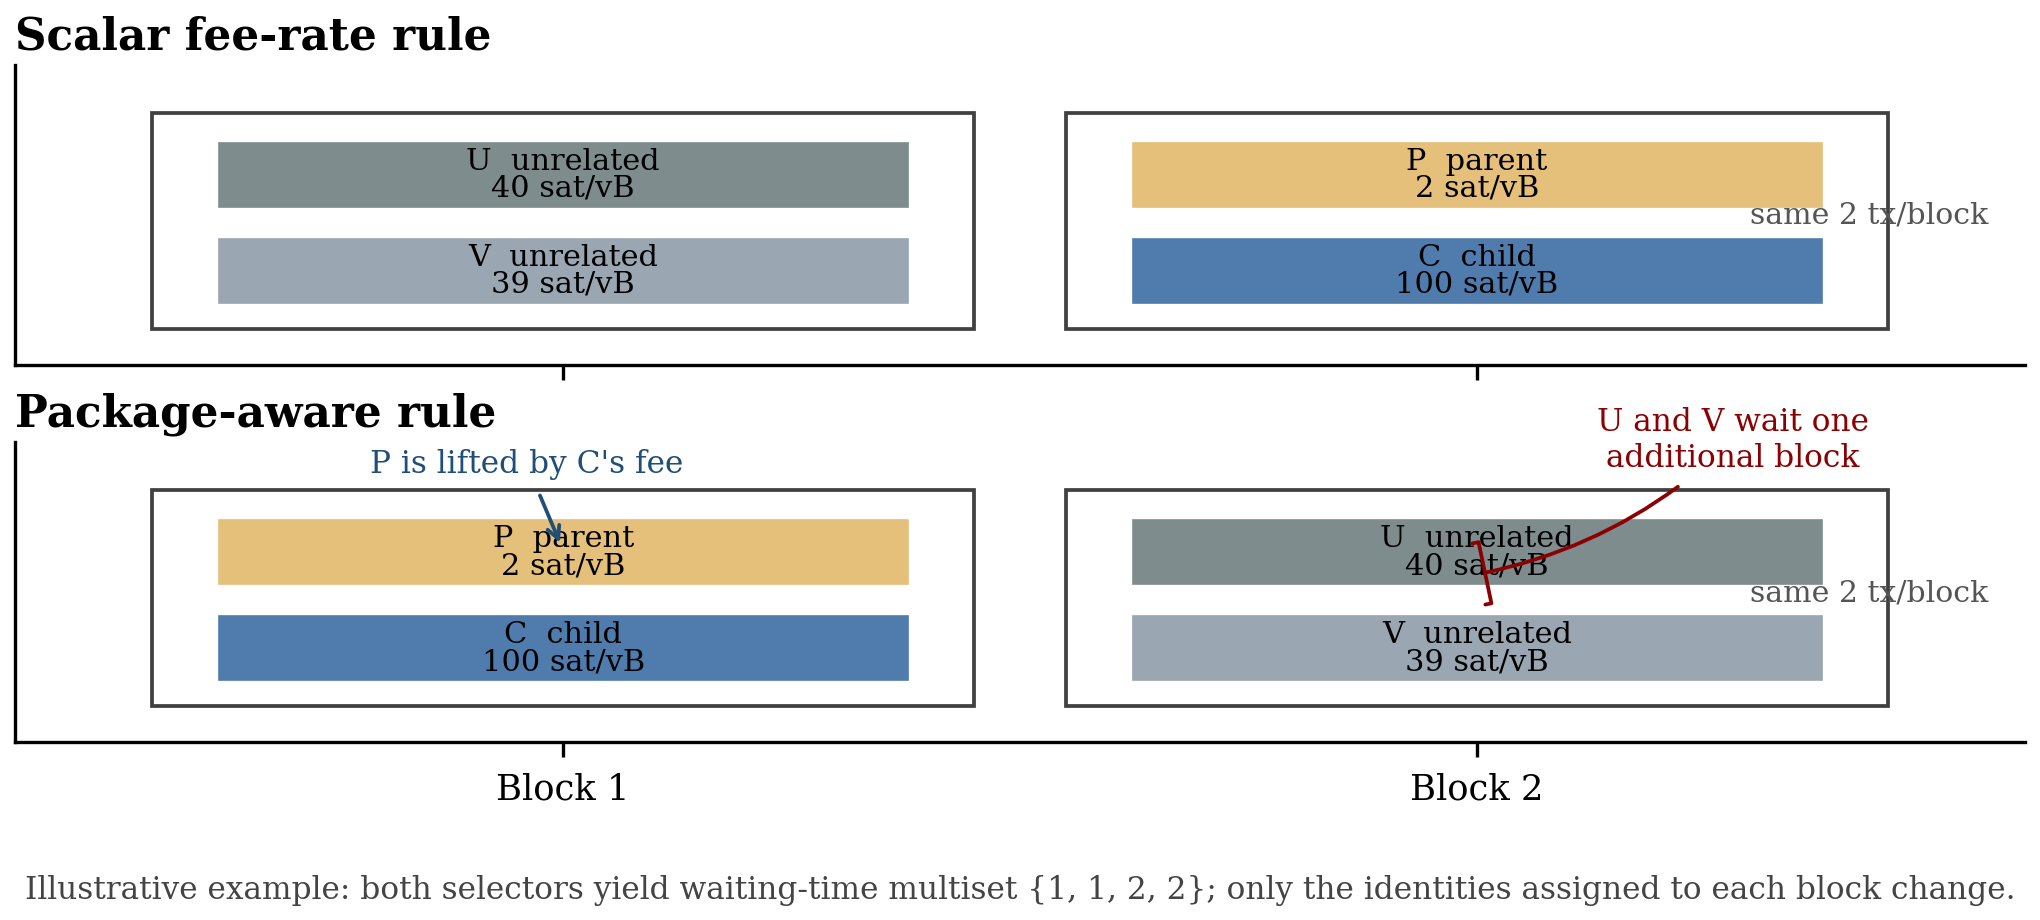 Scalar fee-rate rule
U  unrelated
40 sat/vB
V  unrelated
39 sat/vB
P  parent
2 sat/vB
C  child
100 sat/vB
same 2 tx/block
Package-aware rule
P is lifted by C's fee
P  parent
2 sat/vB
C  child
100 sat/vB
U and V wait one
additional block
U  unrelated
40 sat/vB
V  unrelated
39 sat/vB
same 2 tx/block
Block 1
Block 2
Illustrative example: both selectors yield waiting-time multiset {1, 1, 2, 2}; only the identities assigned to each block change.